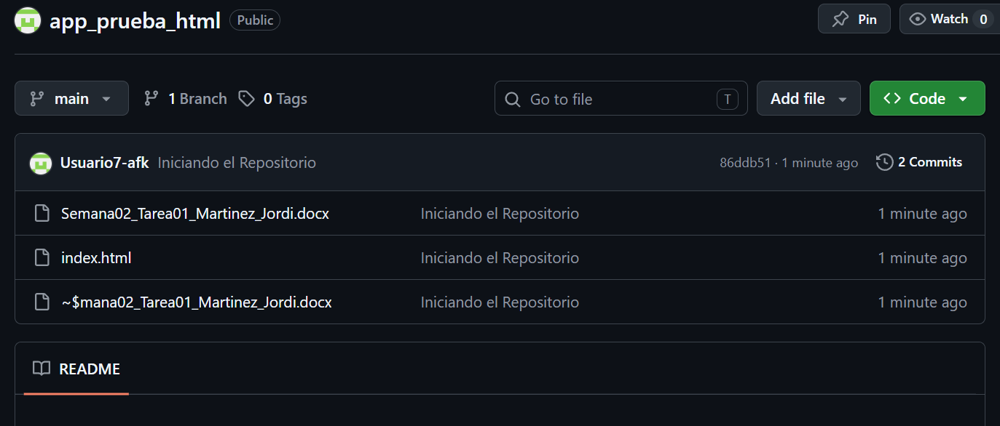 app_prueba_html Public Pin Watch 0
main 1 Branch 0 Tags Go to file T Add file Code
Usuario7-afk Iniciando el Repositorio 86ddb51 · 1 minute ago 2 Commits
Semana02_Tarea01_Martinez_Jordi.docx Iniciando el Repositorio 1 minute ago
index.html Iniciando el Repositorio 1 minute ago
~$mana02_Tarea01_Martinez_Jordi.docx Iniciando el Repositorio 1 minute ago
README